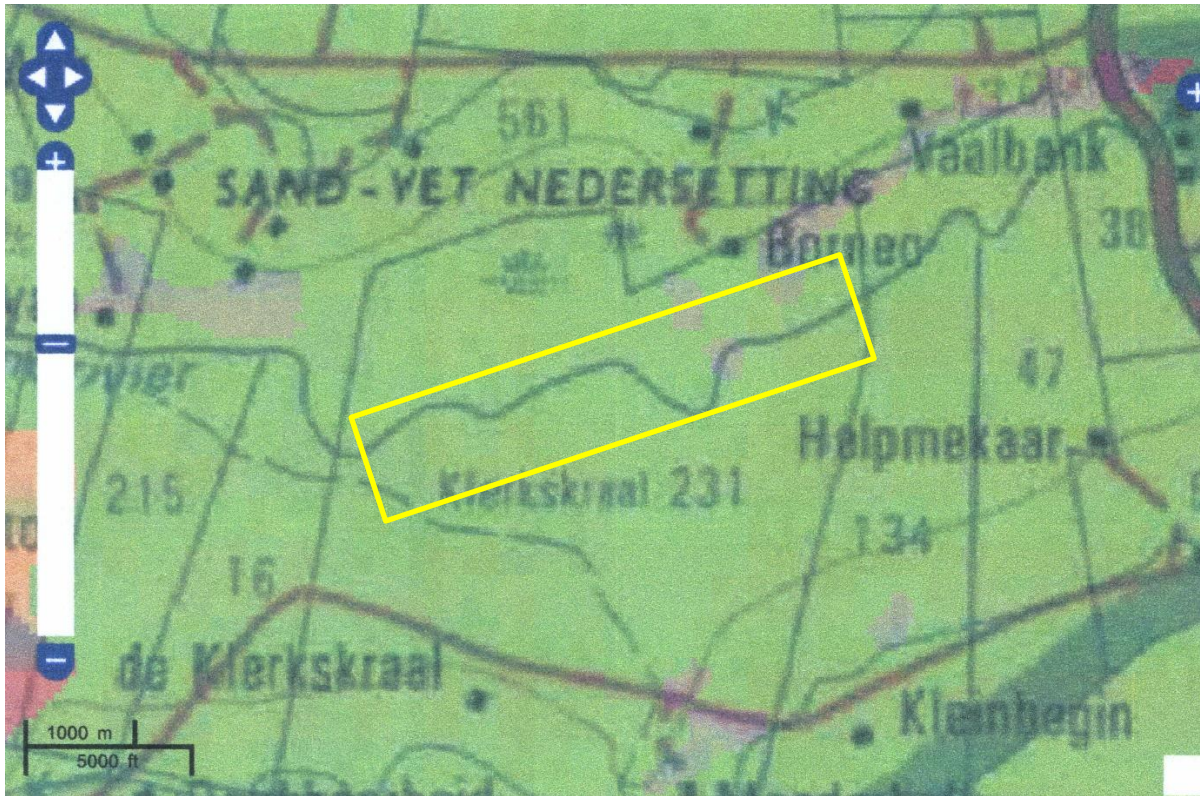 561
SAND-VET NEDERSETTING
Vaalbank
Borneo
38
47
Helpmekaar
215
Klerkskraal 231
134
16
de Klerkskraal
Kleinbegin
1000 m
5000 ft